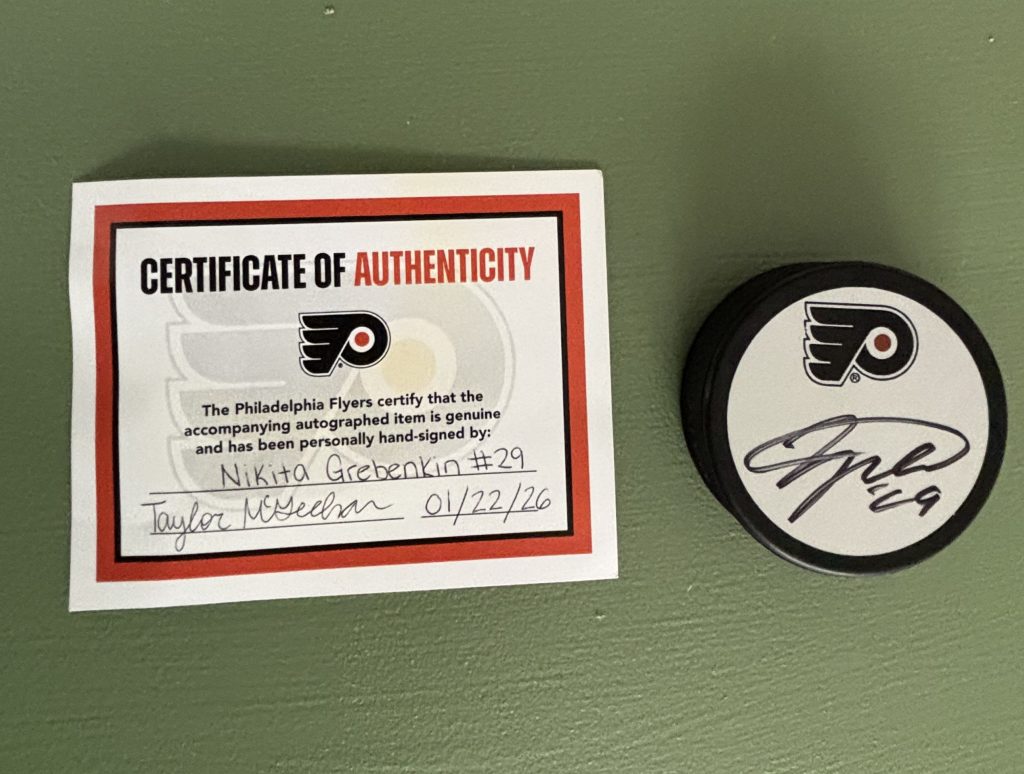 CERTIFICATE OF AUTHENTICITY
The Philadelphia Flyers certify that the
accompanying autographed item is genuine
and has been personally hand-signed by:
Nikita Grebenkin #29
Taylor McGeehan 01/22/26
®
29